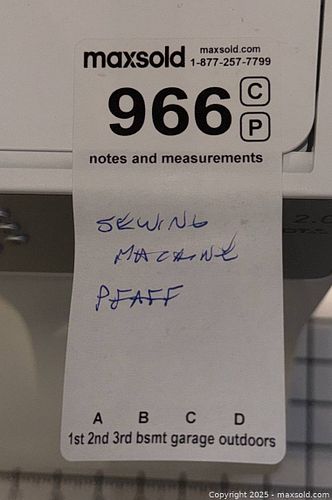 maxsold maxsold.com
1-877-257-7799
966 C
P
notes and measurements
SEWING
MACHINE
PFAFF
A B C D
1st 2nd 3rd bsmt garage outdoors
Copyright 2025 - maxsold.com